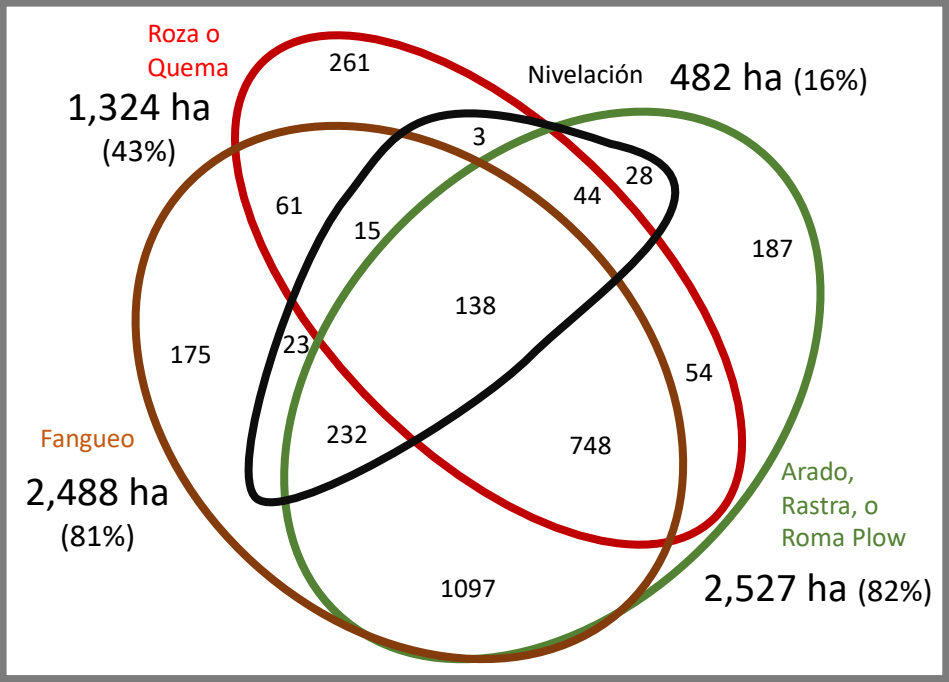 Roza o
Quema
1,324 ha
(43%)
261
Nivelación 482 ha (16%)
3
28
44
61
15
187
138
23
175
54
232
748
Fangueo
2,488 ha
(81%)
Arado,
Rastra, o
Roma Plow
2,527 ha (82%)
1097